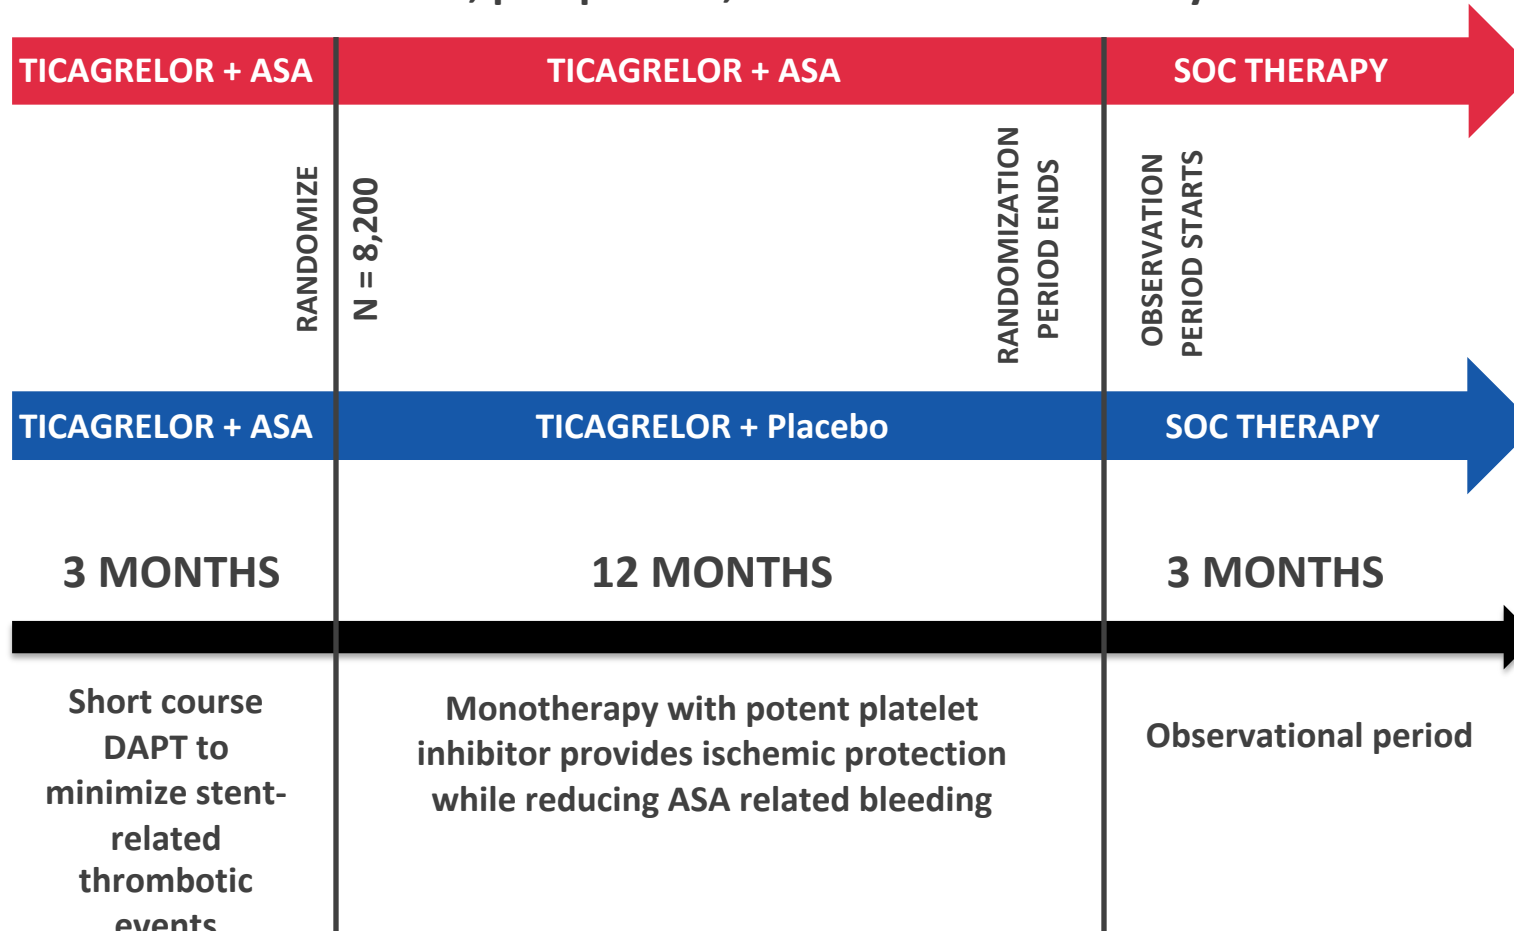 TICAGRELOR + ASA
TICAGRELOR + ASA
SOC THERAPY
RANDOMIZE
N = 8,200
RANDOMIZATION
PERIOD ENDS
OBSERVATION
PERIOD STARTS
TICAGRELOR + ASA
TICAGRELOR + Placebo
SOC THERAPY
3 MONTHS
12 MONTHS
3 MONTHS
Short course
DAPT to
minimize stent-
related
thrombotic
events
Monotherapy with potent platelet
inhibitor provides ischemic protection
while reducing ASA related bleeding
Observational period